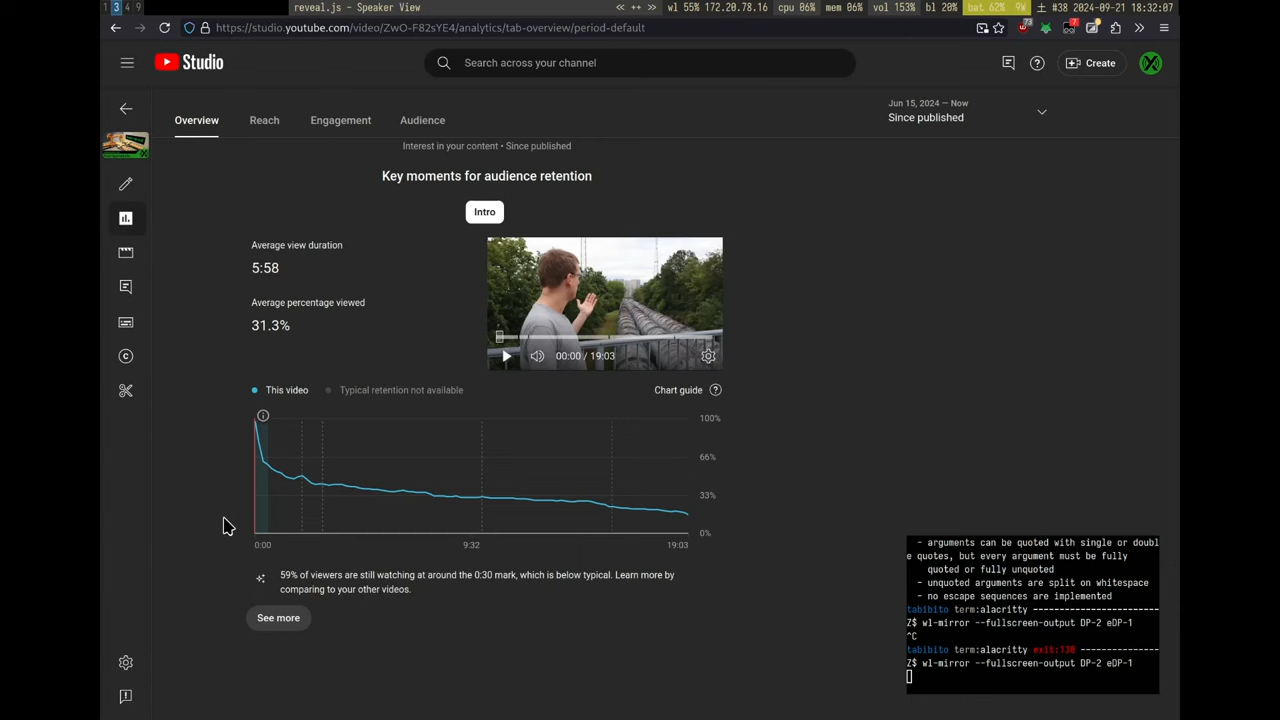 1 3 4 9 reveal.js — Speaker View << ++ >> wl 55% 172.20.78.16 cpu 06% mem 06% vol 153% bl 20% bat 62% 9W 土 #38 2024-09-21 18:32:07
https://studio.youtube.com/video/ZwO-F82sYE4/analytics/tab-overview/period-default
73 7
Studio
Search across your channel
Create
Overview Reach Engagement Audience
Jun 15, 2024 — Now
Since published
Interest in your content • Since published
Key moments for audience retention
Intro
Average view duration
5:58
Average percentage viewed
31.3%
00:00 / 19:03
This video Typical retention not available Chart guide
100%
66%
33%
0%
0:00 9:32 19:03
59% of viewers are still watching at around the 0:30 mark, which is below typical. Learn more by
comparing to your other videos.
See more
- arguments can be quoted with single or doubl
e quotes, but every argument must be fully
quoted or fully unquoted
- unquoted arguments are split on whitespace
- no escape sequences are implemented
tabibito term:alacritty -------------------------
Z$ wl-mirror --fullscreen-output DP-2 eDP-1
^C
tabibito term:alacritty exit:130 ----------------
Z$ wl-mirror --fullscreen-output DP-2 eDP-1